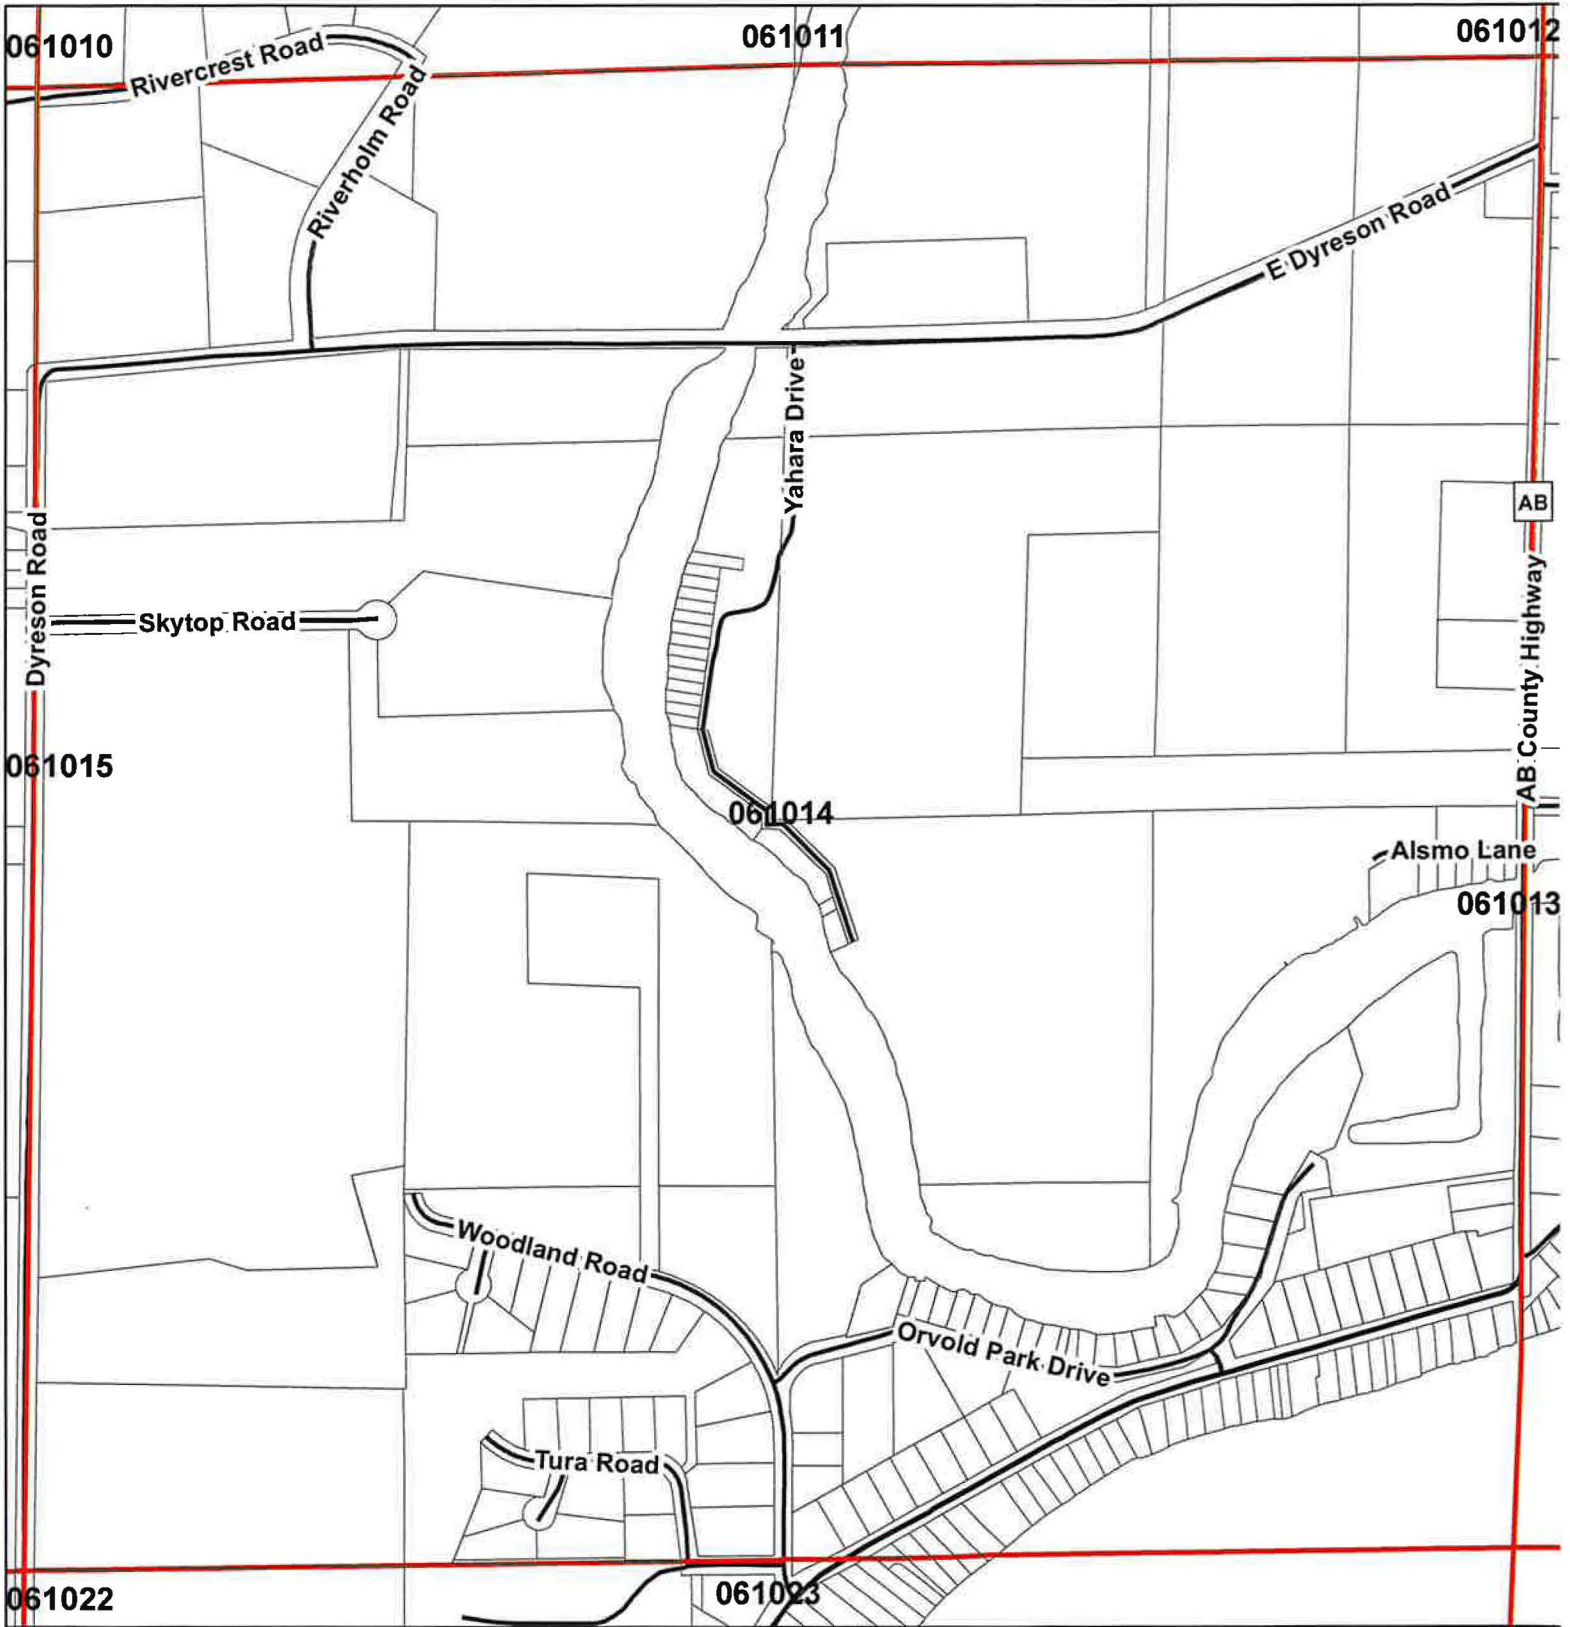 061010
061011
061012
Rivercrest Road
Riverholm Road
E Dyreson Road
Yahara Drive
AB
Dyreson Road
Skytop Road
AB County Highway
061015
061014
Alsmo Lane
061013
Woodland Road
Orvold Park Drive
Tura Road
061022
061023